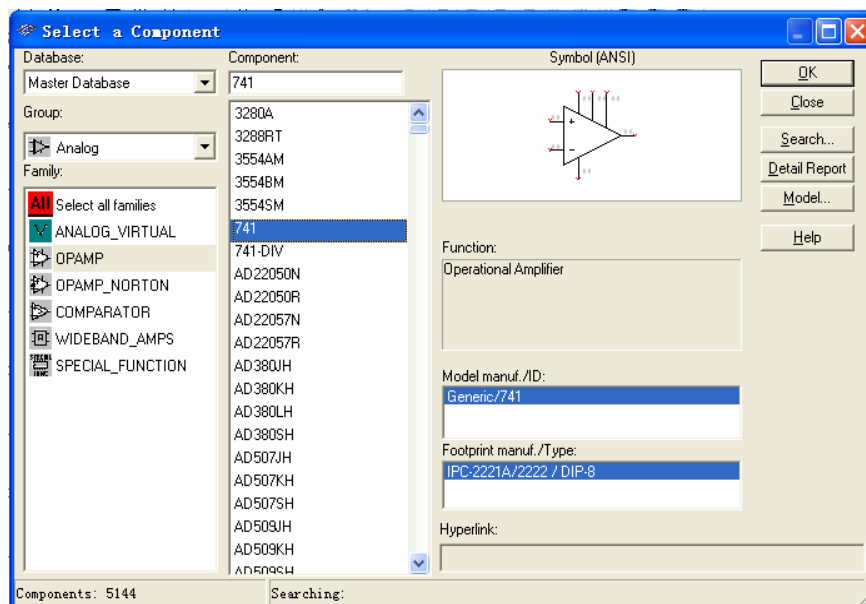 Select a Component
Database:
Master Database
Group:
Analog
Family:
All Select all families
ANALOG_VIRTUAL
OPAMP
OPAMP_NORTON
COMPARATOR
WIDEBAND_AMPS
SPECIAL_FUNCTION
Component:
741
3280A
3288RT
3554AM
3554BM
3554SM
741
741-DIV
AD22050N
AD22050R
AD22057N
AD22057R
AD380JH
AD380KH
AD380LH
AD380SH
AD507JH
AD507KH
AD507SH
AD509JH
AD509KH
AD509SH
Symbol (ANSI)
Function:
Operational Amplifier
Model manuf./ID:
Generic/741
Footprint manuf./Type:
IPC-2221A/2222 / DIP-8
Hyperlink:
OK
Close
Search...
Detail Report
Model...
Help
Components: 5144
Searching: